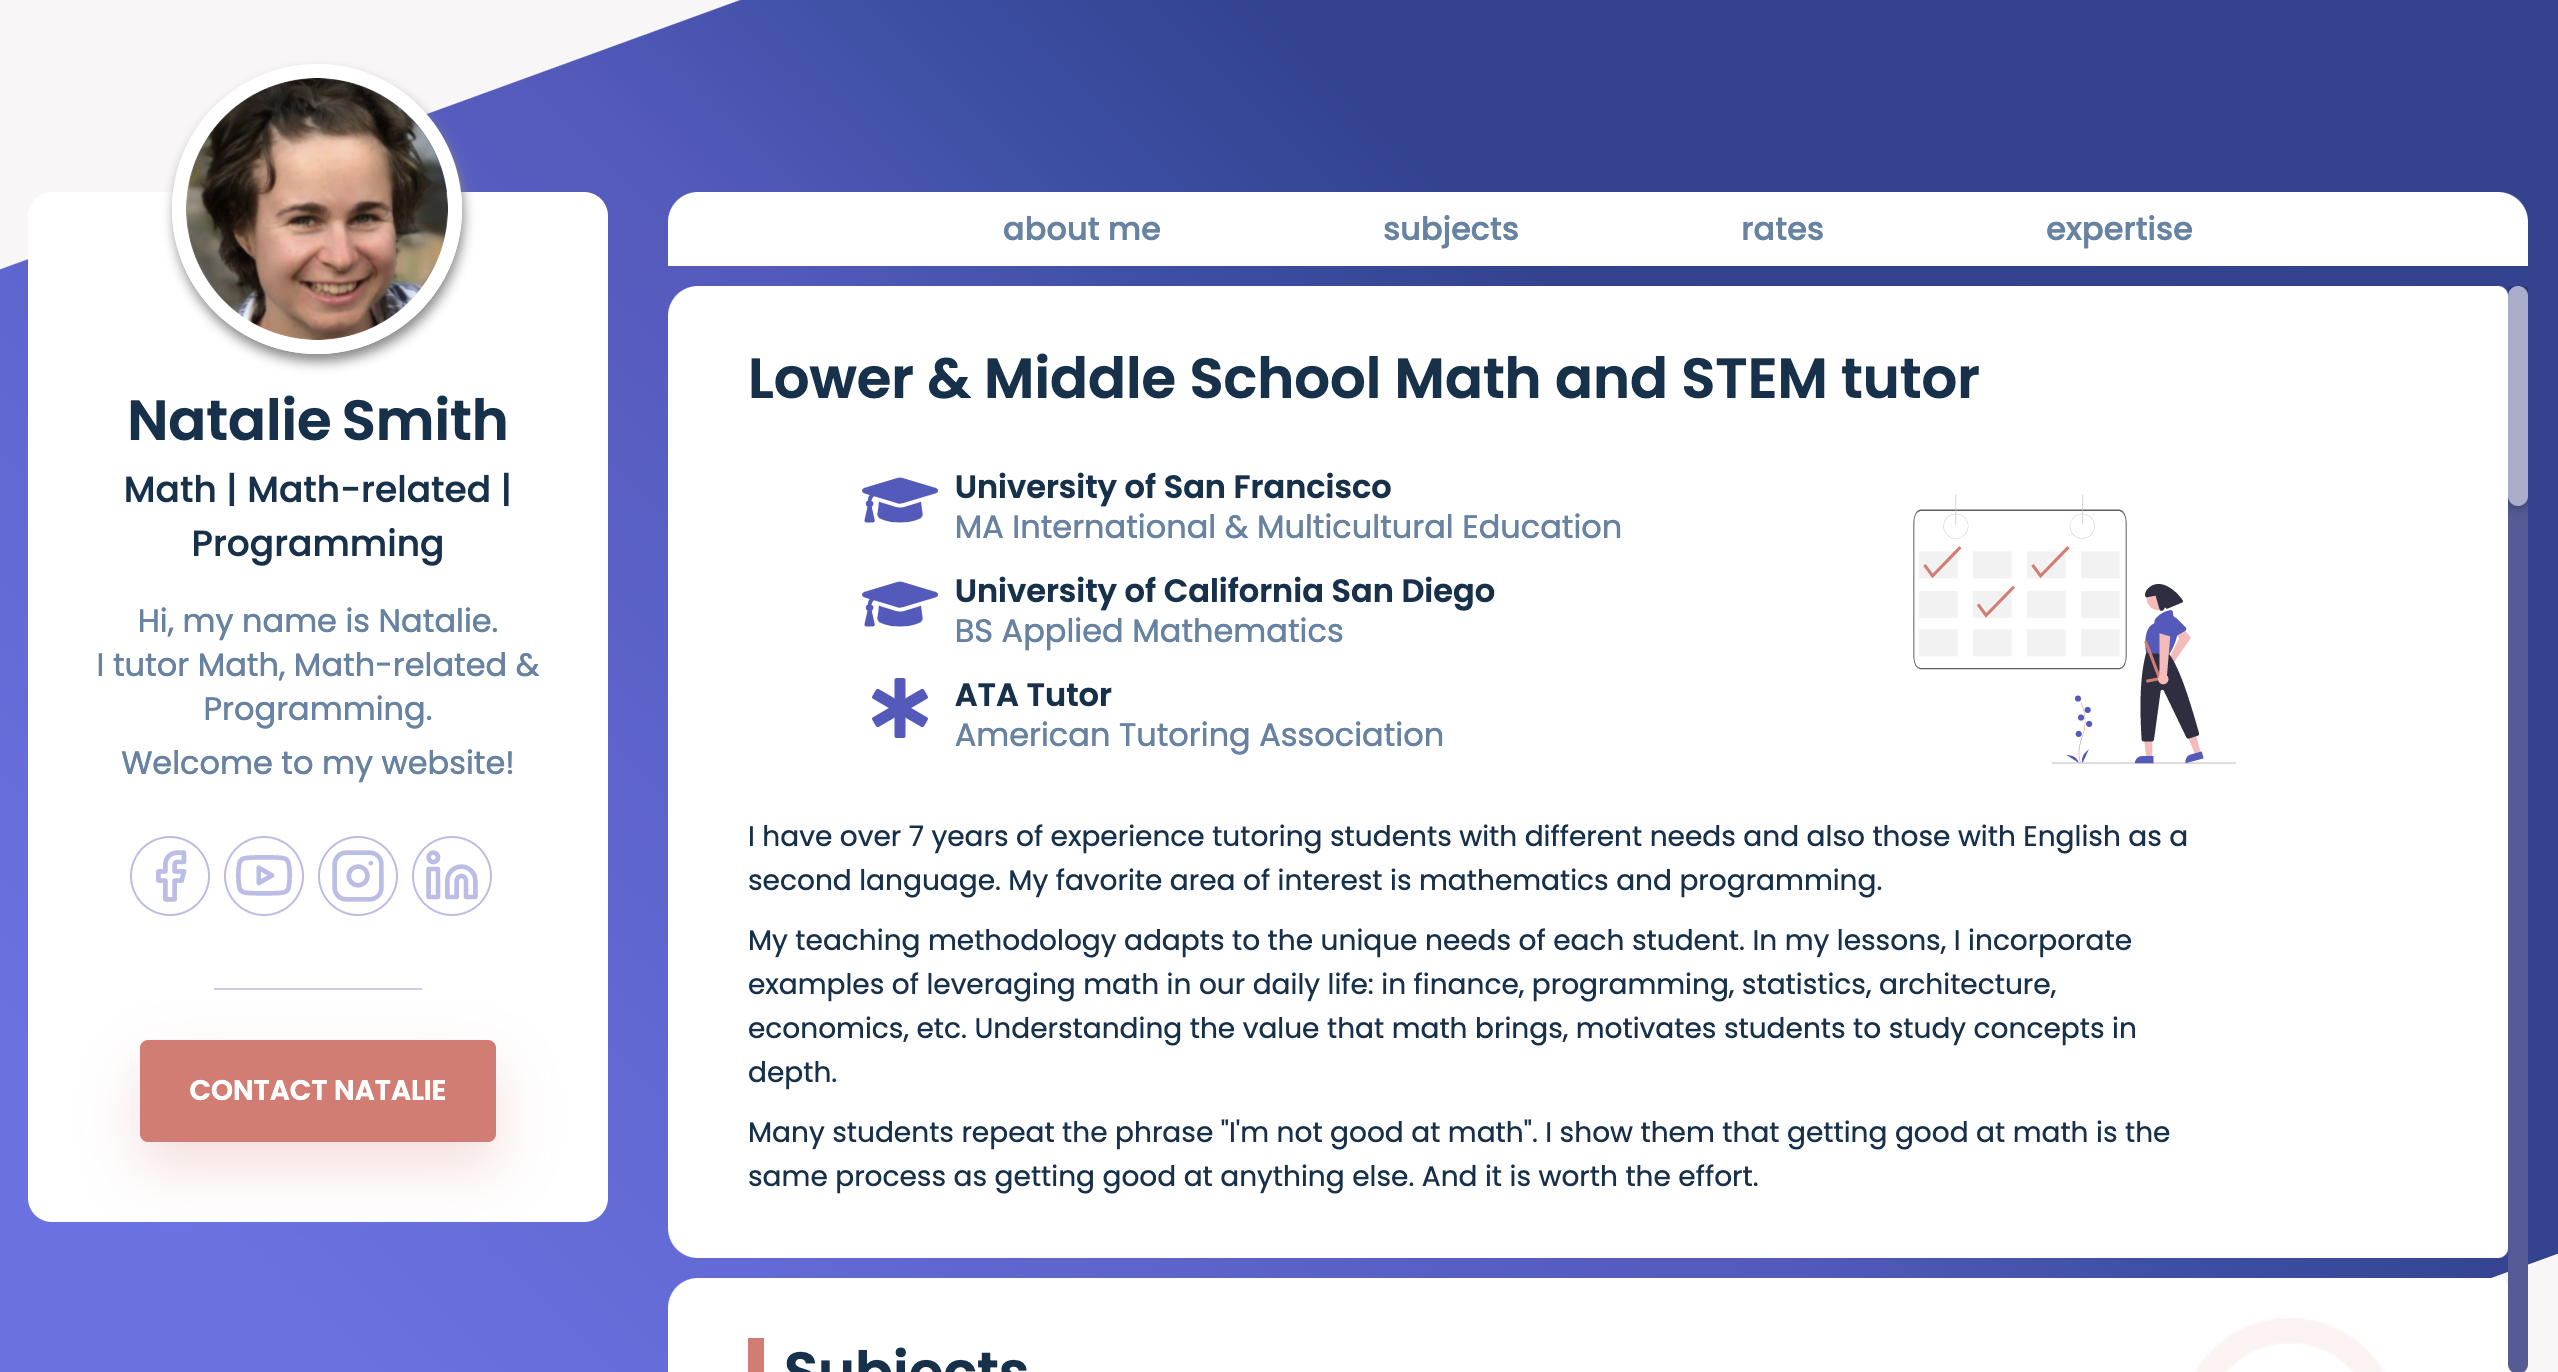 Natalie Smith
Math | Math-related |
Programming
Hi, my name is Natalie.
I tutor Math, Math-related &
Programming.
Welcome to my website!
CONTACT NATALIE
about me
subjects
rates
expertise
Lower & Middle School Math and STEM tutor
University of San Francisco
MA International & Multicultural Education
University of California San Diego
BS Applied Mathematics
ATA Tutor
American Tutoring Association
I have over 7 years of experience tutoring students with different needs and also those with English as a
second language. My favorite area of interest is mathematics and programming.
My teaching methodology adapts to the unique needs of each student. In my lessons, I incorporate
examples of leveraging math in our daily life: in finance, programming, statistics, architecture,
economics, etc. Understanding the value that math brings, motivates students to study concepts in
depth.
Many students repeat the phrase "I'm not good at math". I show them that getting good at math is the
same process as getting good at anything else. And it is worth the effort.
Subjects